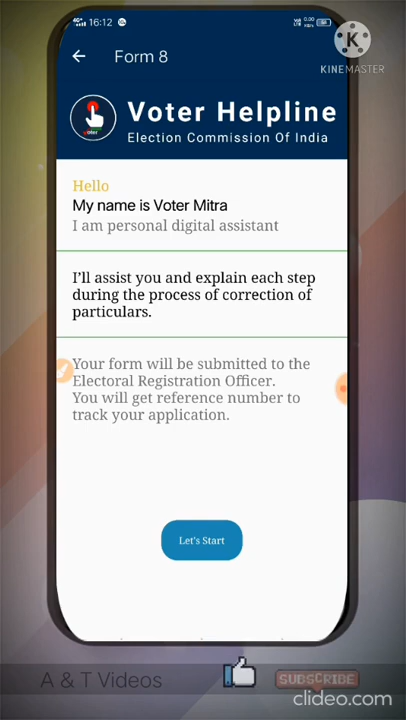 16:12
Form 8
KINEMASTER
Voter Helpline
Election Commission Of India
Hello
My name is Voter Mitra
I am personal digital assistant
I'll assist you and explain each step
during the process of correction of
particulars.
Your form will be submitted to the
Electoral Registration Officer.
You will get reference number to
track your application.
Let's Start
A & T Videos
SUBSCRIBE
clideo.com